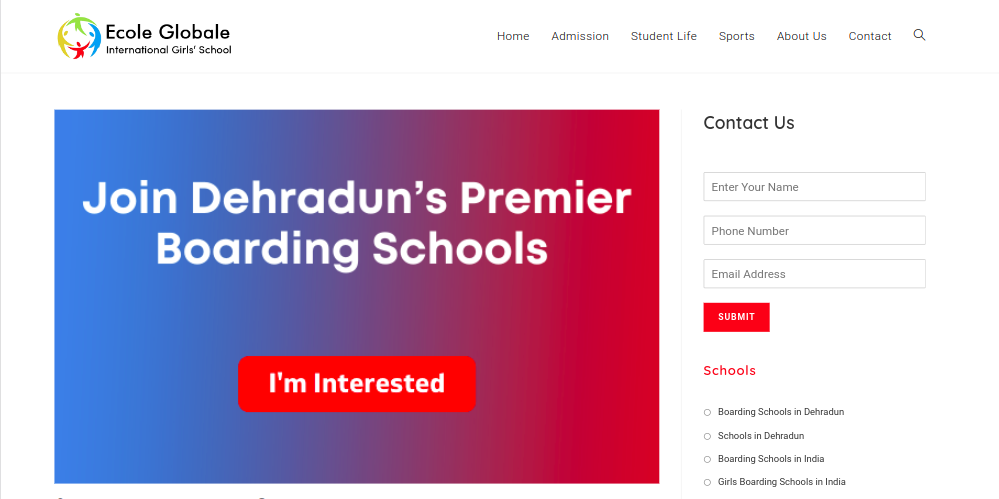 Ecole Globale
International Girls' School
Home
Admission
Student Life
Sports
About Us
Contact
Join Dehradun's Premier
Boarding Schools
I'm Interested
Contact Us
Enter Your Name
Phone Number
Email Address
SUBMIT
Schools
Boarding Schools in Dehradun
Schools in Dehradun
Boarding Schools in India
Girls Boarding Schools in India